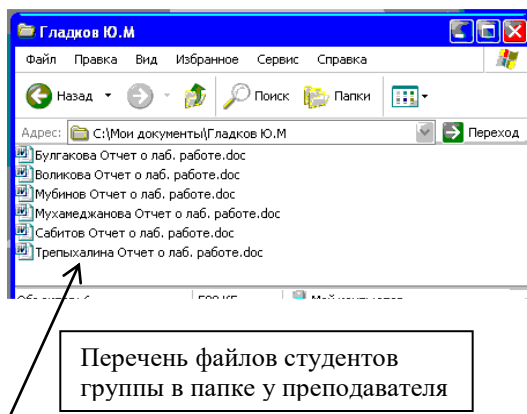 Гладков Ю.М
Файл Правка Вид Избранное Сервис Справка
Назад Поиск Папки
Адрес: C:\Мои документы\Гладков Ю.М Переход
Булгакова Отчет о лаб. работе.doc
Воликова Отчет о лаб. работе.doc
Мубинов Отчет о лаб. работе.doc
Мухамеджанова Отчет о лаб. работе.doc
Сабитов Отчет о лаб. работе.doc
Трепыхалина Отчет о лаб. работе.doc
Перечень файлов студентов
группы в папке у преподавателя